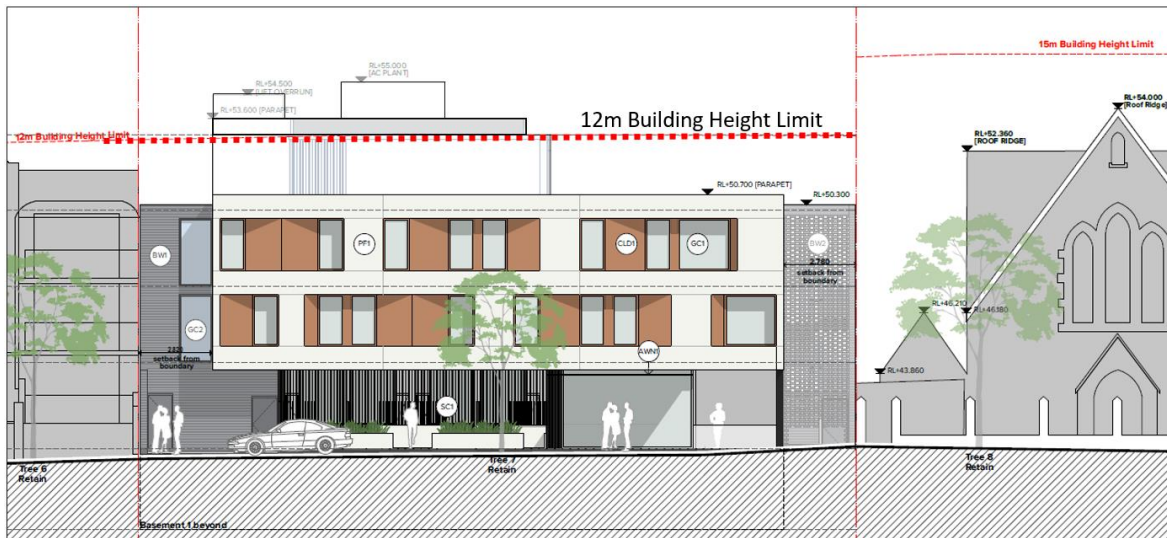 15m Building Height Limit
RL+55.000
[AC PLANT]
RL+54.500
[LIFT OVERRUN]
RL+53.600 [PARAPET]
12m Building Height Limit
12m Building Height Limit
RL+54.000
[Roof Ridge]
RL+52.360
[ROOF RIDGE]
RL+50.700 [PARAPET]
RL+50.300
PF1
CLD1
GC1
BW1
BW2
2.780
setback from
boundary
GC2
RL+46.210
RL+46.180
setback from
boundary
AWN1
RL+43.860
SC1
Tree 6
Retain
Tree 7
Retain
Tree 8
Retain
Basement 1 beyond